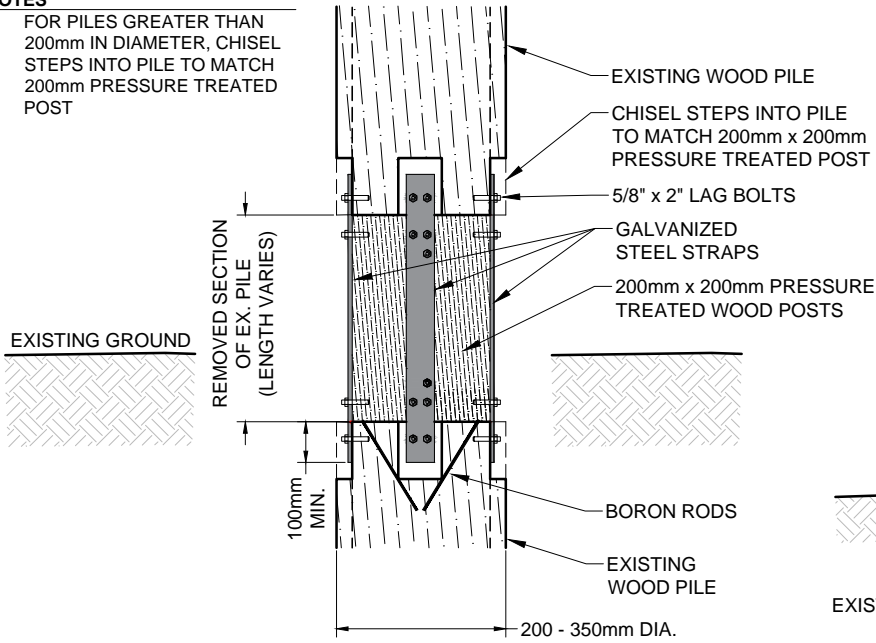 FOR PILES GREATER THAN
200mm IN DIAMETER, CHISEL
STEPS INTO PILE TO MATCH
200mm PRESSURE TREATED
POST
EXISTING WOOD PILE
CHISEL STEPS INTO PILE
TO MATCH 200mm x 200mm
PRESSURE TREATED POST
5/8" x 2" LAG BOLTS
GALVANIZED
STEEL STRAPS
200mm x 200mm PRESSURE
TREATED WOOD POSTS
REMOVED SECTION
OF EX. PILE
(LENGTH VARIES)
EXISTING GROUND
100mm
MIN.
BORON RODS
EXISTING
WOOD PILE
200 - 350mm DIA.